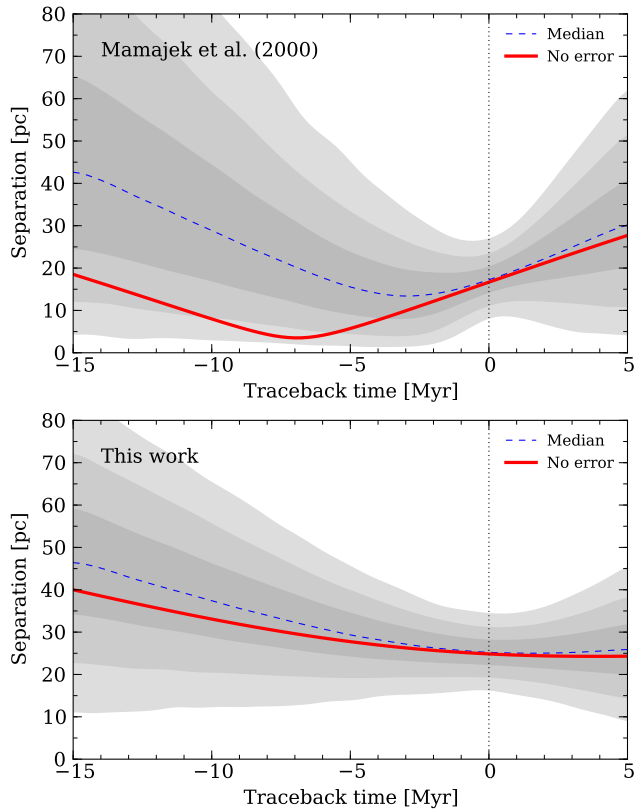 80
70
60
50
40
30
20
10
0
Separation [pc]
Mamajek et al. (2000)
Median
No error
−15
−10
−5
0
5
Traceback time [Myr]
80
70
60
50
40
30
20
10
0
Separation [pc]
This work
Median
No error
−15
−10
−5
0
5
Traceback time [Myr]